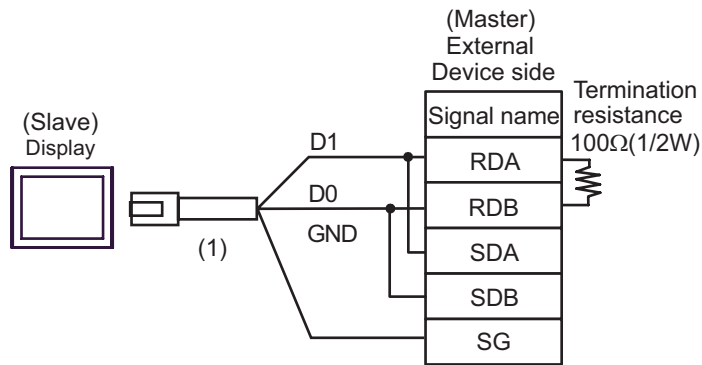 (Master)
External
Device side
Termination
resistance
100Ω(1/2W)
(Slave)
Display
Signal name
D1
RDA
D0
RDB
GND
(1)
SDA
SDB
SG